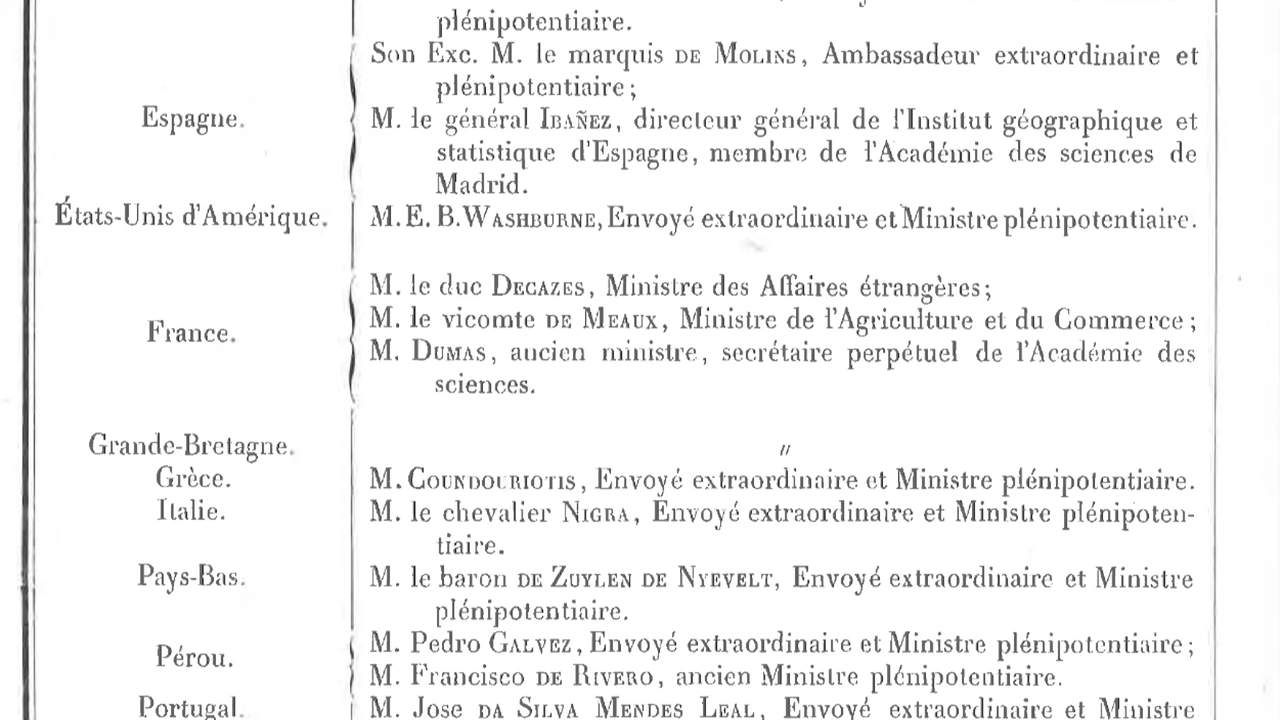 plénipotentiaire.
Son Exc. M. le marquis DE MOLINS, Ambassadeur extraordinaire et
plénipotentiaire;
Espagne.
M. le général IBAÑEZ, directeur général de l'Institut géographique et
statistique d'Espagne, membre de l'Académie des sciences de
Madrid.
États-Unis d'Amérique.
M. E. B. WASHBURNE, Envoyé extraordinaire et Ministre plénipotentiaire.
M. le duc DECAZES, Ministre des Affaires étrangères;
M. le vicomte DE MEAUX, Ministre de l'Agriculture et du Commerce;
France.
M. DUMAS, ancien ministre, secrétaire perpétuel de l'Académie des
sciences.
Grande-Bretagne.
"
Grèce.
M. COUNDOURIOTIS, Envoyé extraordinaire et Ministre plénipotentiaire.
Italie.
M. le chevalier NIGRA, Envoyé extraordinaire et Ministre plénipoten-
tiaire.
Pays-Bas.
M. le baron DE ZUYLEN DE NYEVELT, Envoyé extraordinaire et Ministre
plénipotentiaire.
Pérou.
M. Pedro GALVEZ, Envoyé extraordinaire et Ministre plénipotentiaire;
M. Francisco DE RIVERO, ancien Ministre plénipotentiaire.
Portugal.
M. Jose DA SILVA MENDES LEAL, Envoyé extraordinaire et Ministre